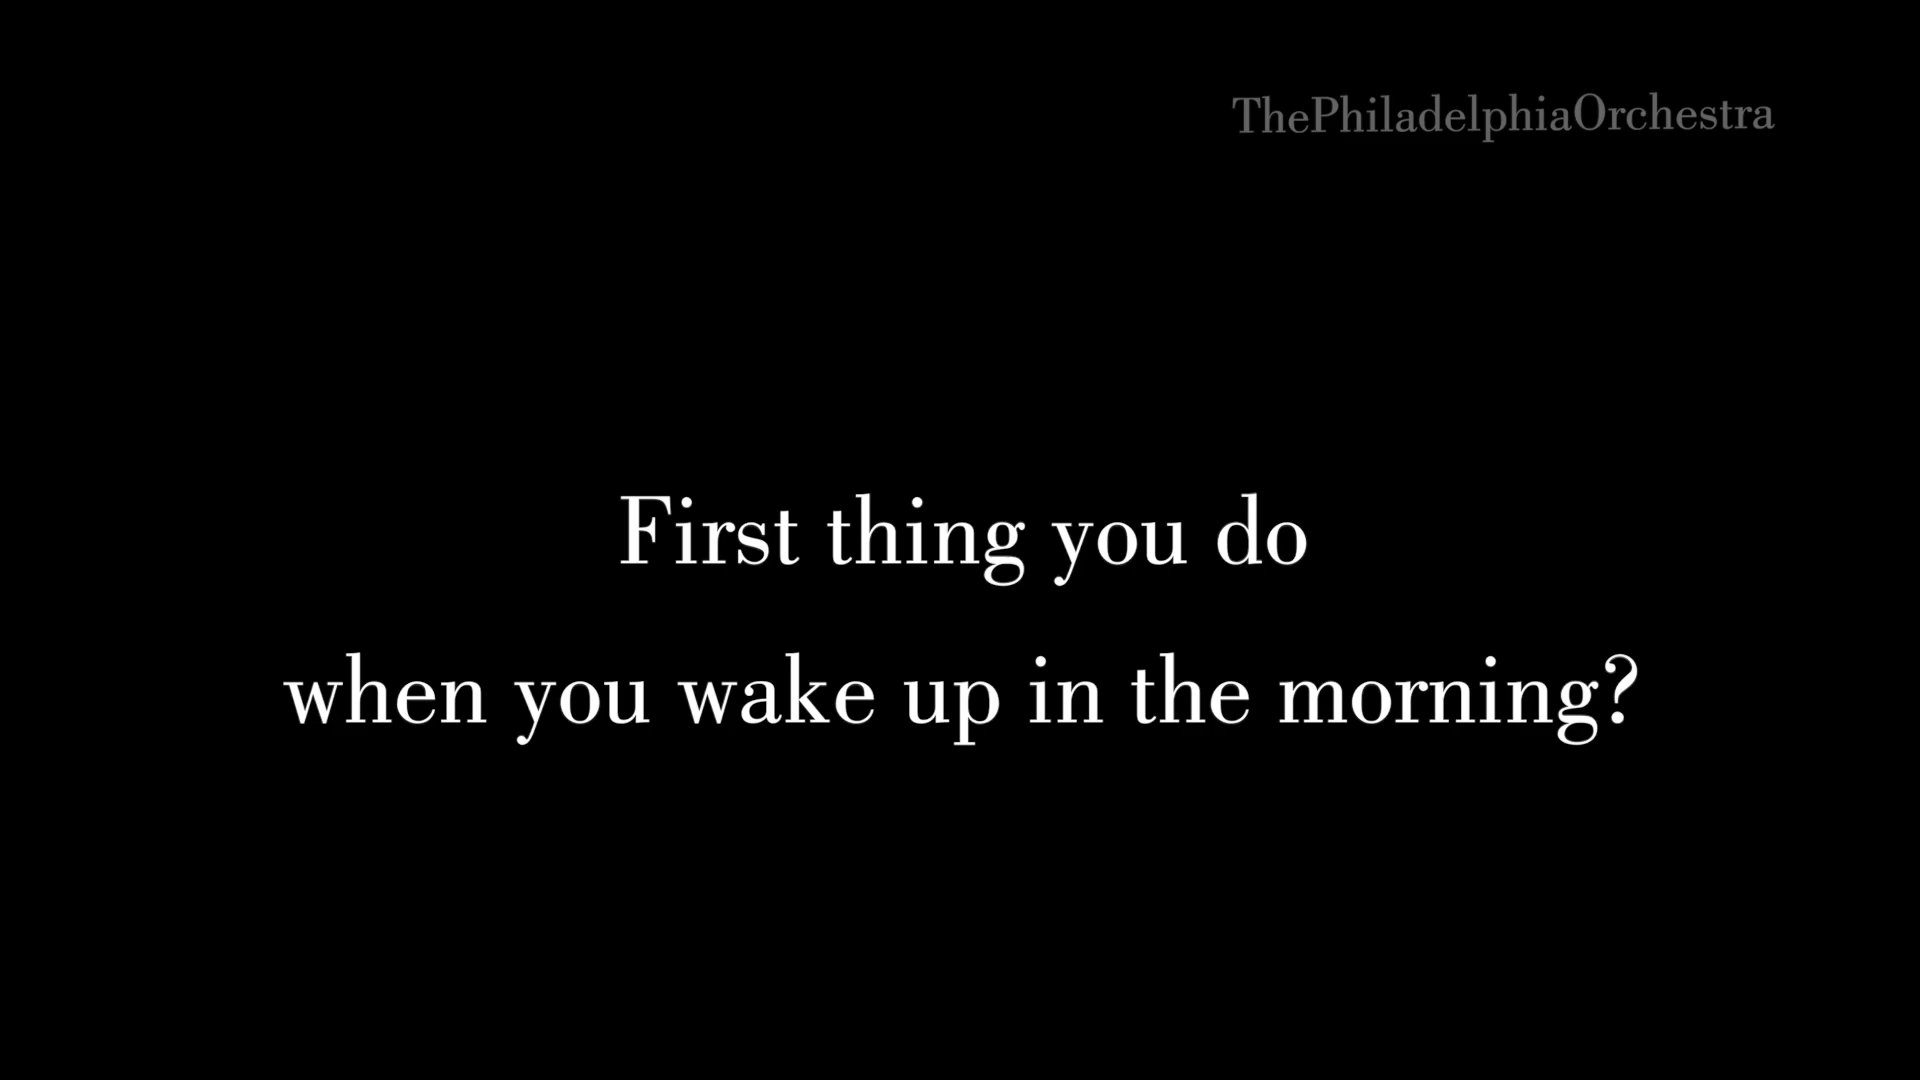 ThePhiladelphiaOrchestra
First thing you do
when you wake up in the morning?